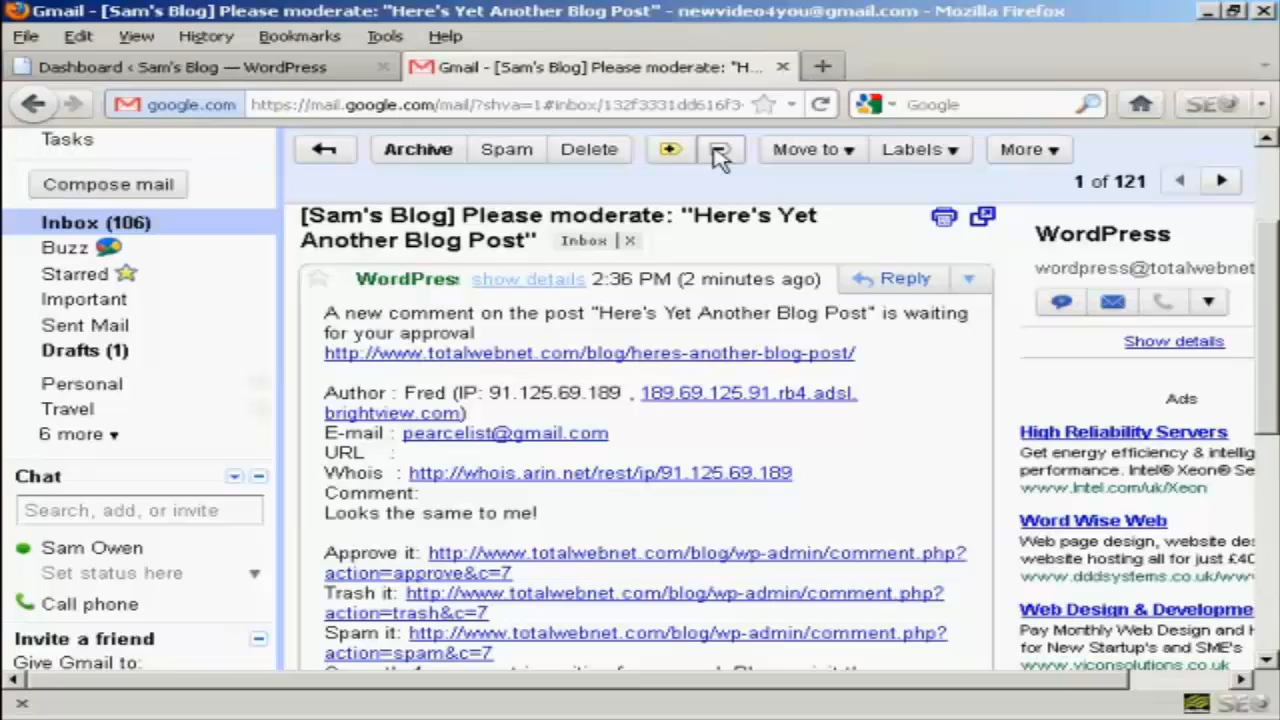 [Sam's Blog] Please moderate: "Here's Yet Another Blog Post" - newvideo4you@gmail.com - Mozilla Firefox
File Edit View History Bookmarks Tools Help
Dashboard ‹ Sam's Blog — WordPress
Gmail - [Sam's Blog] Please moderate: "H...
google.com
https://mail.google.com/mail/?shva=1#inbox/132f3331dd616f3
Google
SEO
Tasks
Compose mail
Inbox (106)
Buzz
Starred
Important
Sent Mail
Drafts (1)
Personal
Travel
6 more ▾
Chat
Search, add, or invite
Sam Owen
Set status here
Call phone
Invite a friend
Give Gmail to:
Archive Spam Delete Move to ▾ Labels ▾ More ▾
1 of 121
[Sam's Blog] Please moderate: "Here's Yet
Another Blog Post" Inbox | X
WordPress show details 2:36 PM (2 minutes ago) Reply
A new comment on the post "Here's Yet Another Blog Post" is waiting
for your approval
http://www.totalwebnet.com/blog/heres-another-blog-post/
Author : Fred (IP: 91.125.69.189 , 189.69.125.91.rb4.adsl.
brightview.com)
E-mail : pearcelist@gmail.com
URL :
Whois : http://whois.arin.net/rest/ip/91.125.69.189
Comment:
Looks the same to me!
Approve it: http://www.totalwebnet.com/blog/wp-admin/comment.php?
action=approve&c=7
Trash it: http://www.totalwebnet.com/blog/wp-admin/comment.php?
action=trash&c=7
Spam it: http://www.totalwebnet.com/blog/wp-admin/comment.php?
action=spam&c=7
WordPress
wordpress@totalwebnet
Show details
Ads
High Reliability Servers
Get energy efficiency & intellig
performance. Intel® Xeon® Se
www.Intel.com/uk/Xeon
Word Wise Web
Web page design, website de
website hosting all for just £40
www.dddsystems.co.uk/www
Web Design & Developme
Pay Monthly Web Design and H
for New Startup's and SME's
www.viconsolutions.co.uk
SEO